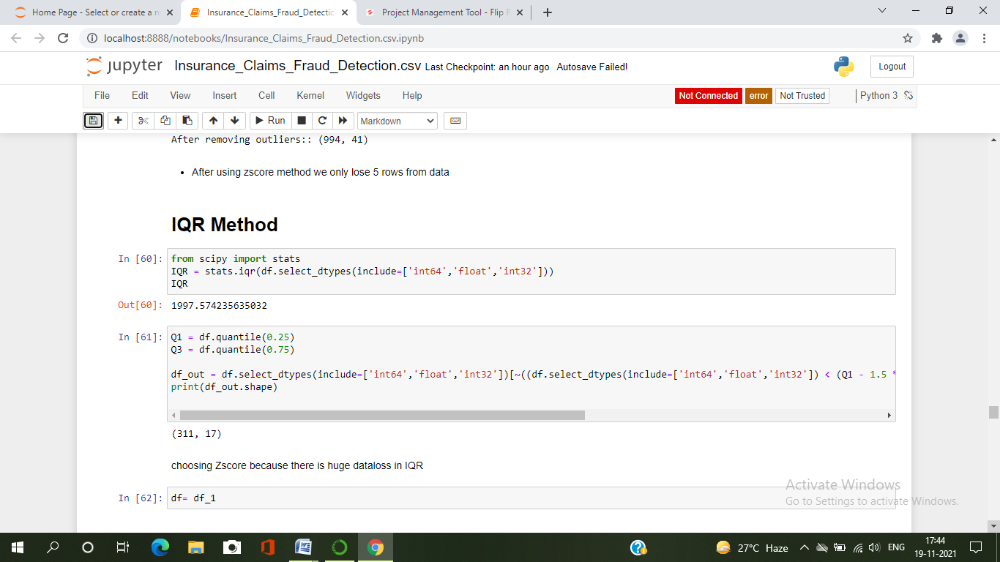 Home Page - Select or create a n
Insurance_Claims_Fraud_Detectio
Project Management Tool - Flip F
localhost:8888/notebooks/Insurance_Claims_Fraud_Detection.csv.ipynb
jupyter Insurance_Claims_Fraud_Detection.csv Last Checkpoint: an hour ago Autosave Failed!
Logout
File Edit View Insert Cell Kernel Widgets Help
Not Connected error Not Trusted Python 3
Run Markdown
After removing outliers:: (994, 41)
• After using zscore method we only lose 5 rows from data
IQR Method
In [60]: from scipy import stats
IQR = stats.iqr(df.select_dtypes(include=['int64','float','int32']))
IQR
Out[60]: 1997.574235635032
In [61]: Q1 = df.quantile(0.25)
Q3 = df.quantile(0.75)
df_out = df.select_dtypes(include=['int64','float','int32'])[~((df.select_dtypes(include=['int64','float','int32']) < (Q1 - 1.5 *
print(df_out.shape)
(311, 17)
choosing Zscore because there is huge dataloss in IQR
In [62]: df= df_1
Activate Windows
Go to Settings to activate Windows.
27°C Haze
ENG
17:44
19-11-2021